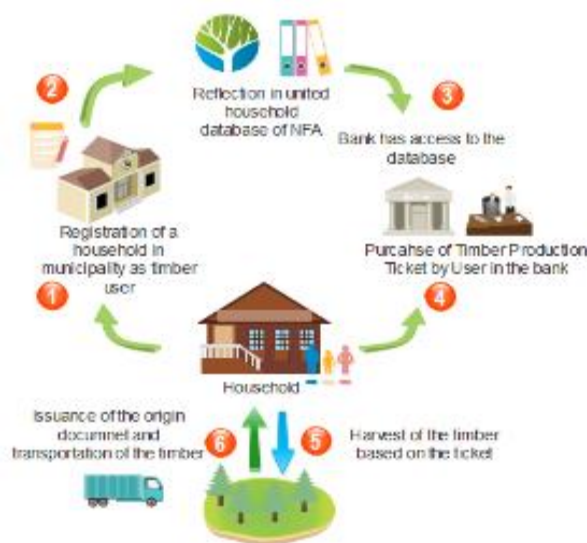 2
Reflection in united
household
database of NFA
3
Bank has access to the
database
Registration of a
household in
municipality as timber
user
1
Purcahse of Timber Production
Ticket by User in the bank
4
Household
Issuance of the origin
documnet and
transportation of the timber
6
5
Harvest of the timber
based on the ticket